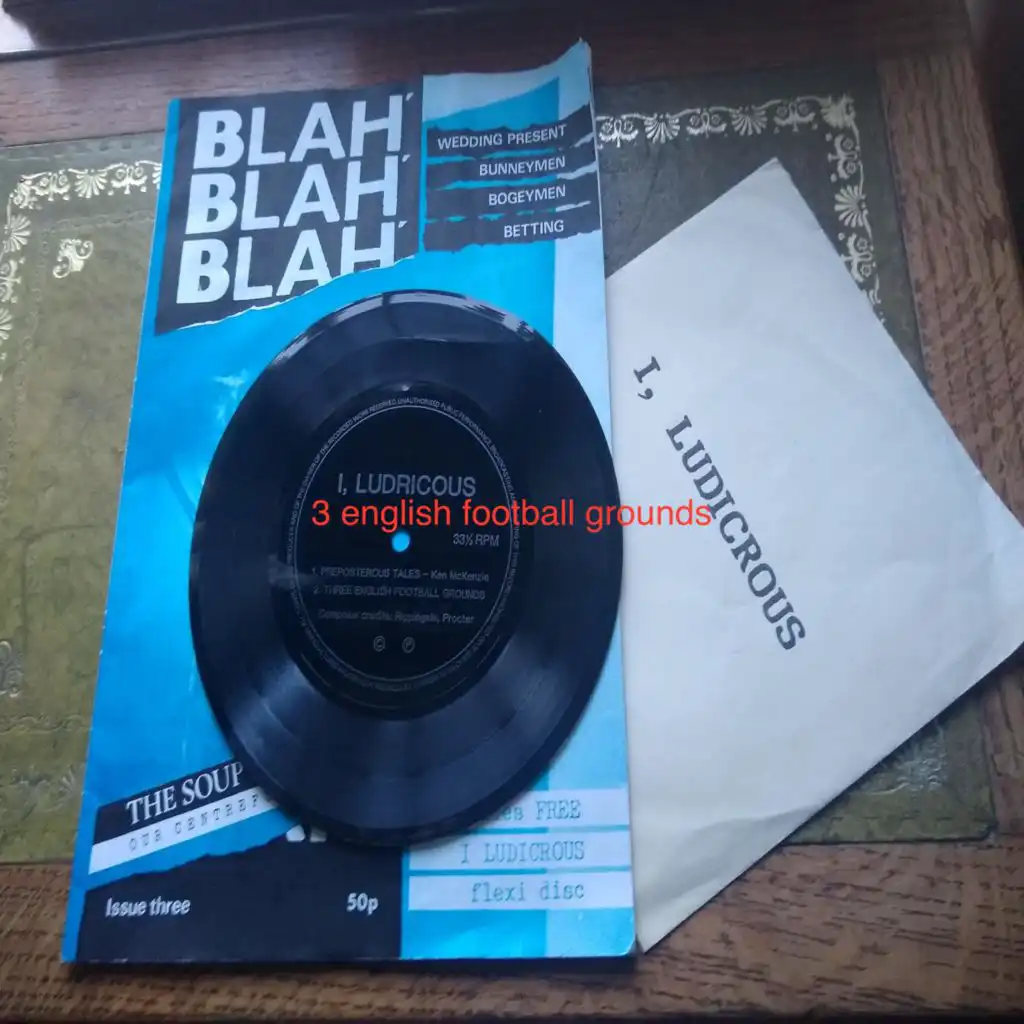 BLAH'
BLAH'
BLAH'
WEDDING PRESENT
BUNNEYMEN
BOGEYMEN
BETTING
I, LUDRICOUS
3 english football grounds
33⅓ RPM
1. PREPOSTEROUS TALES – Ken McKenzie
2. THREE ENGLISH FOOTBALL GROUNDS
Composer credits: Rippingale, Procter
© ℗
I, LUDICROUS
THE SOUP
OUR CENTREF
FREE
I LUDICROUS
flexi disc
Issue three
50p